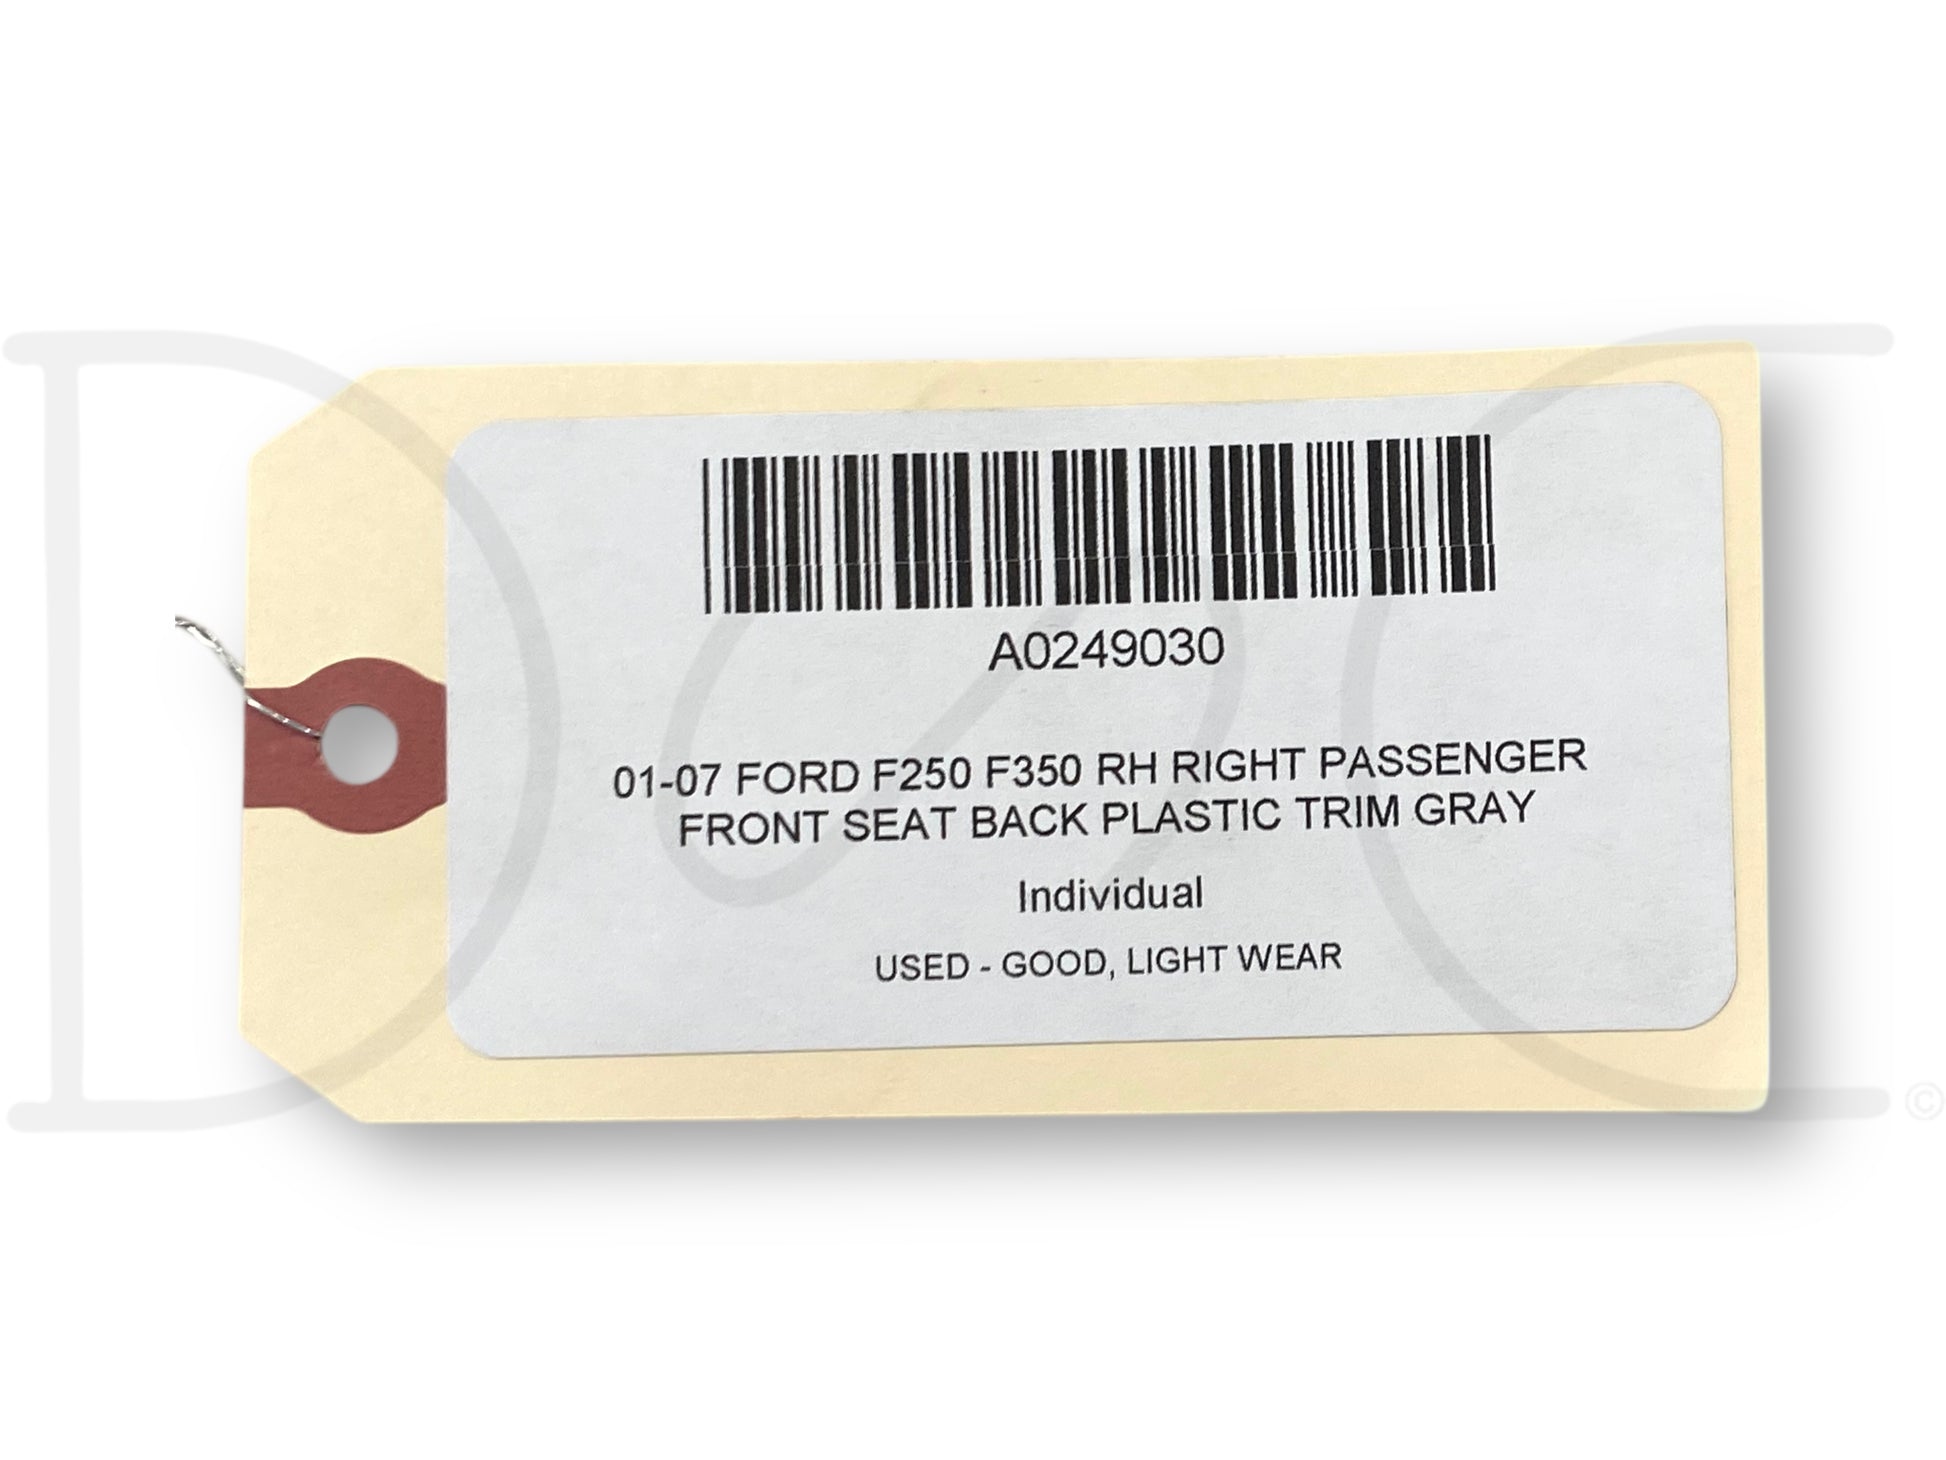 A0249030
01-07 FORD F250 F350 RH RIGHT PASSENGER
FRONT SEAT BACK PLASTIC TRIM GRAY
Individual
USED - GOOD, LIGHT WEAR
©